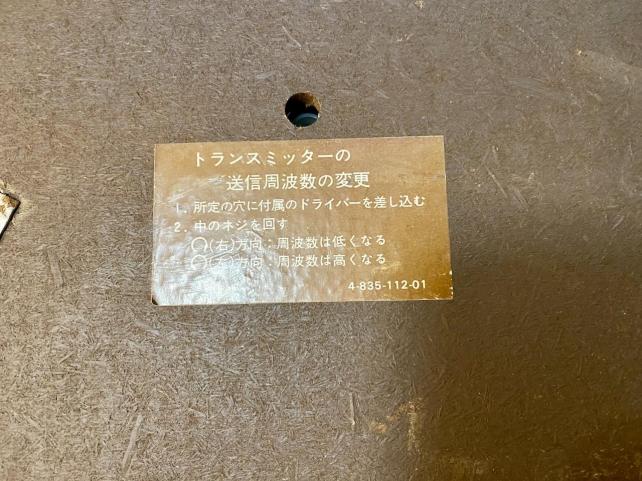 トランスミッターの
送信周波数の変更
1. 所定の穴に付属のドライバーを差し込む
2. 中のネジを回す
(右)方向：周波数は低くなる
(左)方向：周波数は高くなる
4-835-112-01